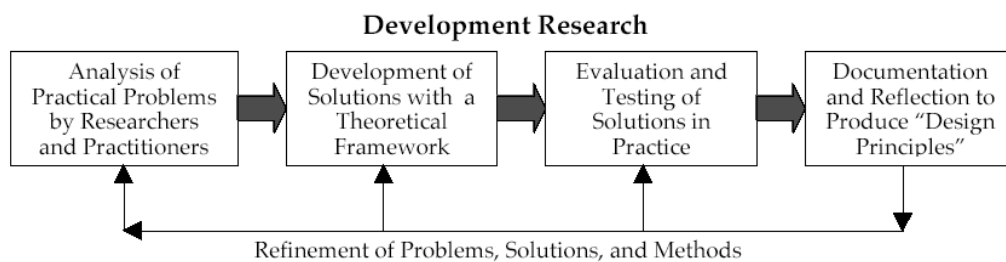 Development Research
Analysis of
Practical Problems
by Researchers
and Practitioners
Development of
Solutions with a
Theoretical
Framework
Evaluation and
Testing of
Solutions in
Practice
Documentation
and Reflection to
Produce “Design
Principles”
Refinement of Problems, Solutions, and Methods